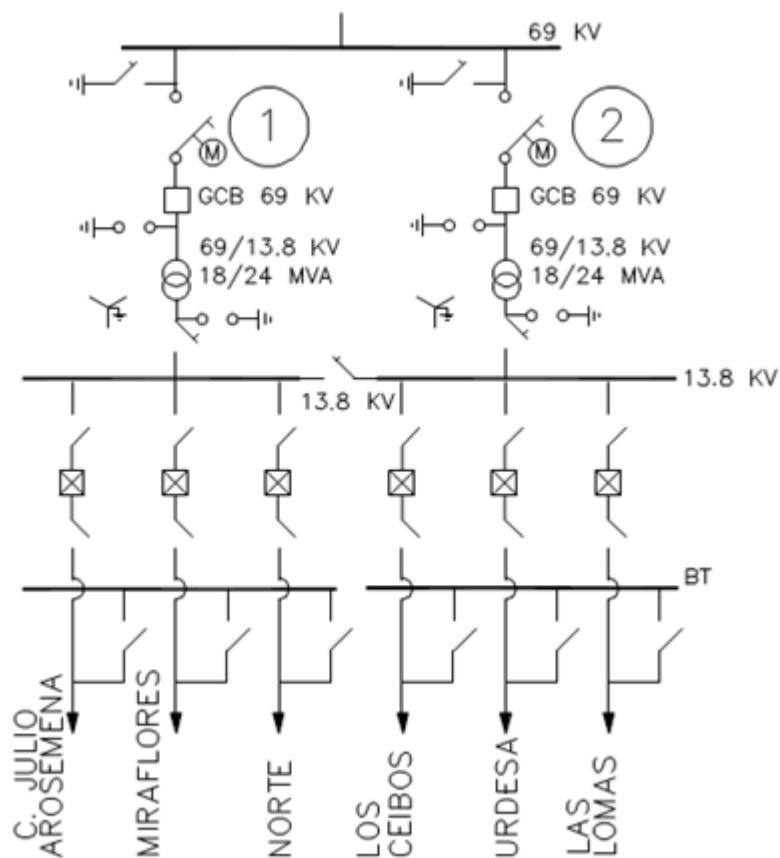 69 KV
1
2
M
M
GCB 69 KV
GCB 69 KV
69/13.8 KV
18/24 MVA
69/13.8 KV
18/24 MVA
13.8 KV
13.8 KV
BT
C. JULIO
AROSEMENA
MIRAFLORES
NORTE
LOS
CEIBOS
URDESA
LAS
LOMAS